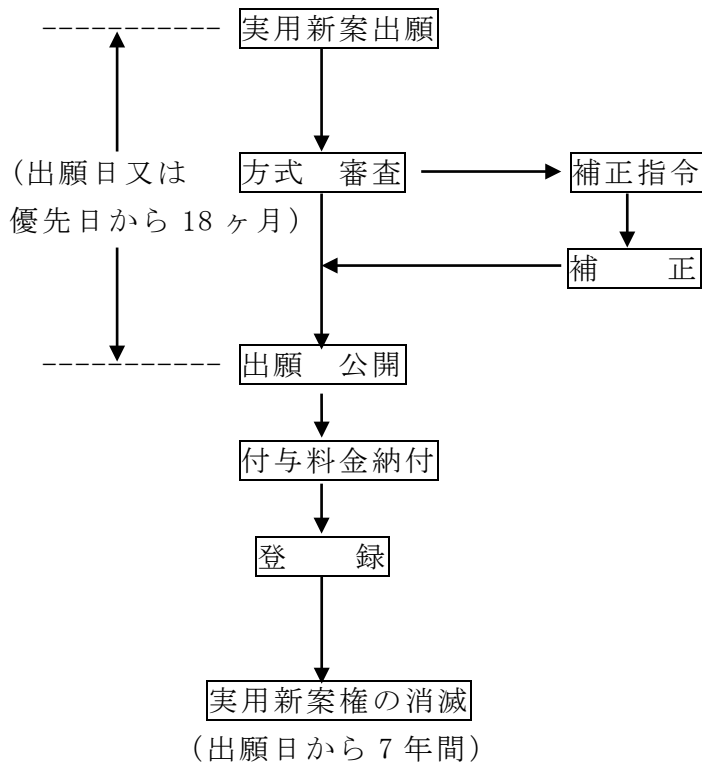 実用新案出願
方式　審査
補正指令
(出願日又は
優先日から 18 ヶ月)
補　　正
出願　公開
付与料金納付
登　　録
実用新案権の消滅
(出願日から 7 年間)